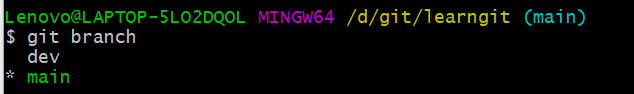 Lenovo@LAPTOP-5LO2DQOL MINGW64 /d/git/learngit (main)
$ git branch
  dev
* main